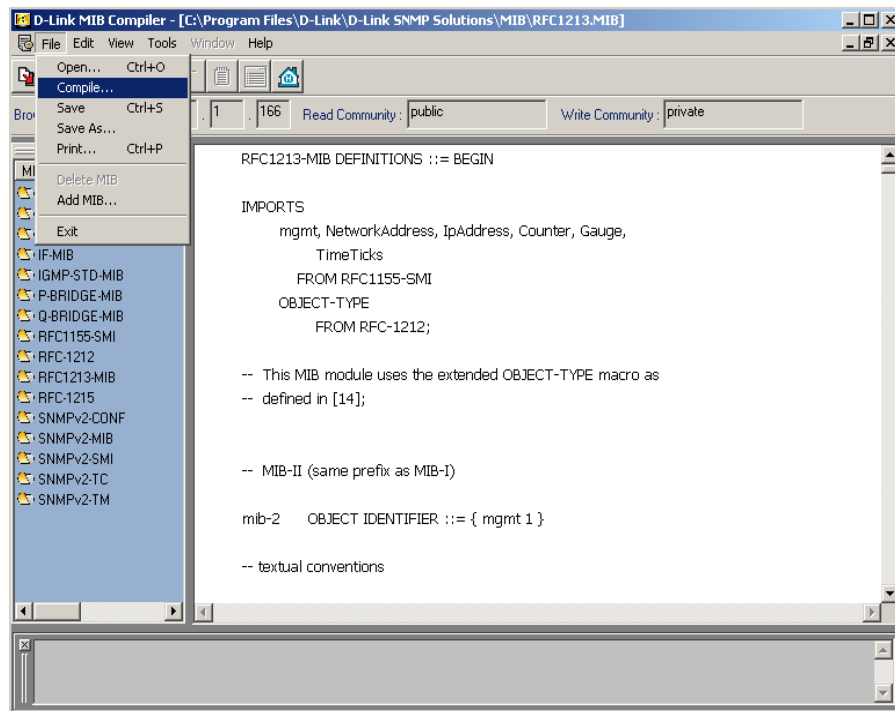 D-Link MIB Compiler - [C:\Program Files\D-Link\D-Link SNMP Solutions\MIB\RFC1213.MIB]
File Edit View Tools Window Help
Open... Ctrl+O
Compile...
Save Ctrl+S
Save As...
Print... Ctrl+P
Delete MIB
Add MIB...
Exit
. 1 . 166 Read Community : public Write Community : private
IF-MIB
IGMP-STD-MIB
P-BRIDGE-MIB
Q-BRIDGE-MIB
RFC1155-SMI
RFC-1212
RFC1213-MIB
RFC-1215
SNMPv2-CONF
SNMPv2-MIB
SNMPv2-SMI
SNMPv2-TC
SNMPv2-TM
RFC1213-MIB DEFINITIONS ::= BEGIN
IMPORTS
mgmt, NetworkAddress, IpAddress, Counter, Gauge,
TimeTicks
FROM RFC1155-SMI
OBJECT-TYPE
FROM RFC-1212;
-- This MIB module uses the extended OBJECT-TYPE macro as
-- defined in [14];
-- MIB-II (same prefix as MIB-I)
mib-2 OBJECT IDENTIFIER ::= { mgmt 1 }
-- textual conventions